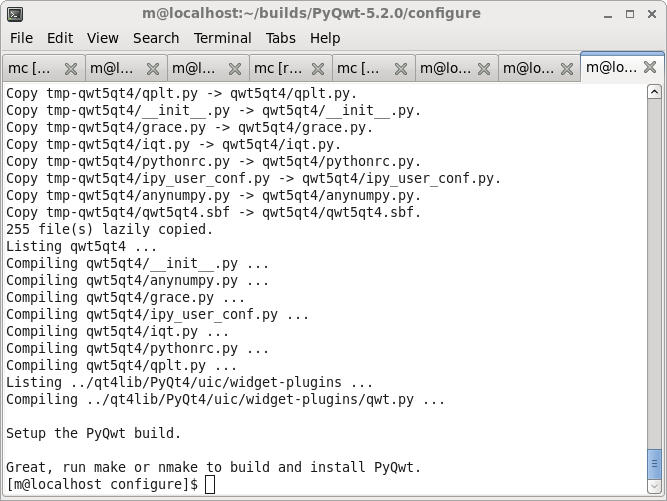 m@localhost:~/builds/PyQwt-5.2.0/configure
File Edit View Search Terminal Tabs Help
mc [... m@l... m@l... mc [r... mc [... m@lo... m@lo... m@lo...
Copy tmp-qwt5qt4/qplt.py -> qwt5qt4/qplt.py.
Copy tmp-qwt5qt4/__init__.py -> qwt5qt4/__init__.py.
Copy tmp-qwt5qt4/grace.py -> qwt5qt4/grace.py.
Copy tmp-qwt5qt4/iqt.py -> qwt5qt4/iqt.py.
Copy tmp-qwt5qt4/pythonrc.py -> qwt5qt4/pythonrc.py.
Copy tmp-qwt5qt4/ipy_user_conf.py -> qwt5qt4/ipy_user_conf.py.
Copy tmp-qwt5qt4/anynumpy.py -> qwt5qt4/anynumpy.py.
Copy tmp-qwt5qt4/qwt5qt4.sbf -> qwt5qt4/qwt5qt4.sbf.
255 file(s) lazily copied.
Listing qwt5qt4 ...
Compiling qwt5qt4/__init__.py ...
Compiling qwt5qt4/anynumpy.py ...
Compiling qwt5qt4/grace.py ...
Compiling qwt5qt4/ipy_user_conf.py ...
Compiling qwt5qt4/iqt.py ...
Compiling qwt5qt4/pythonrc.py ...
Compiling qwt5qt4/qplt.py ...
Listing ../qt4lib/PyQt4/uic/widget-plugins ...
Compiling ../qt4lib/PyQt4/uic/widget-plugins/qwt.py ...
Setup the PyQwt build.
Great, run make or nmake to build and install PyQwt.
[m@localhost configure]$